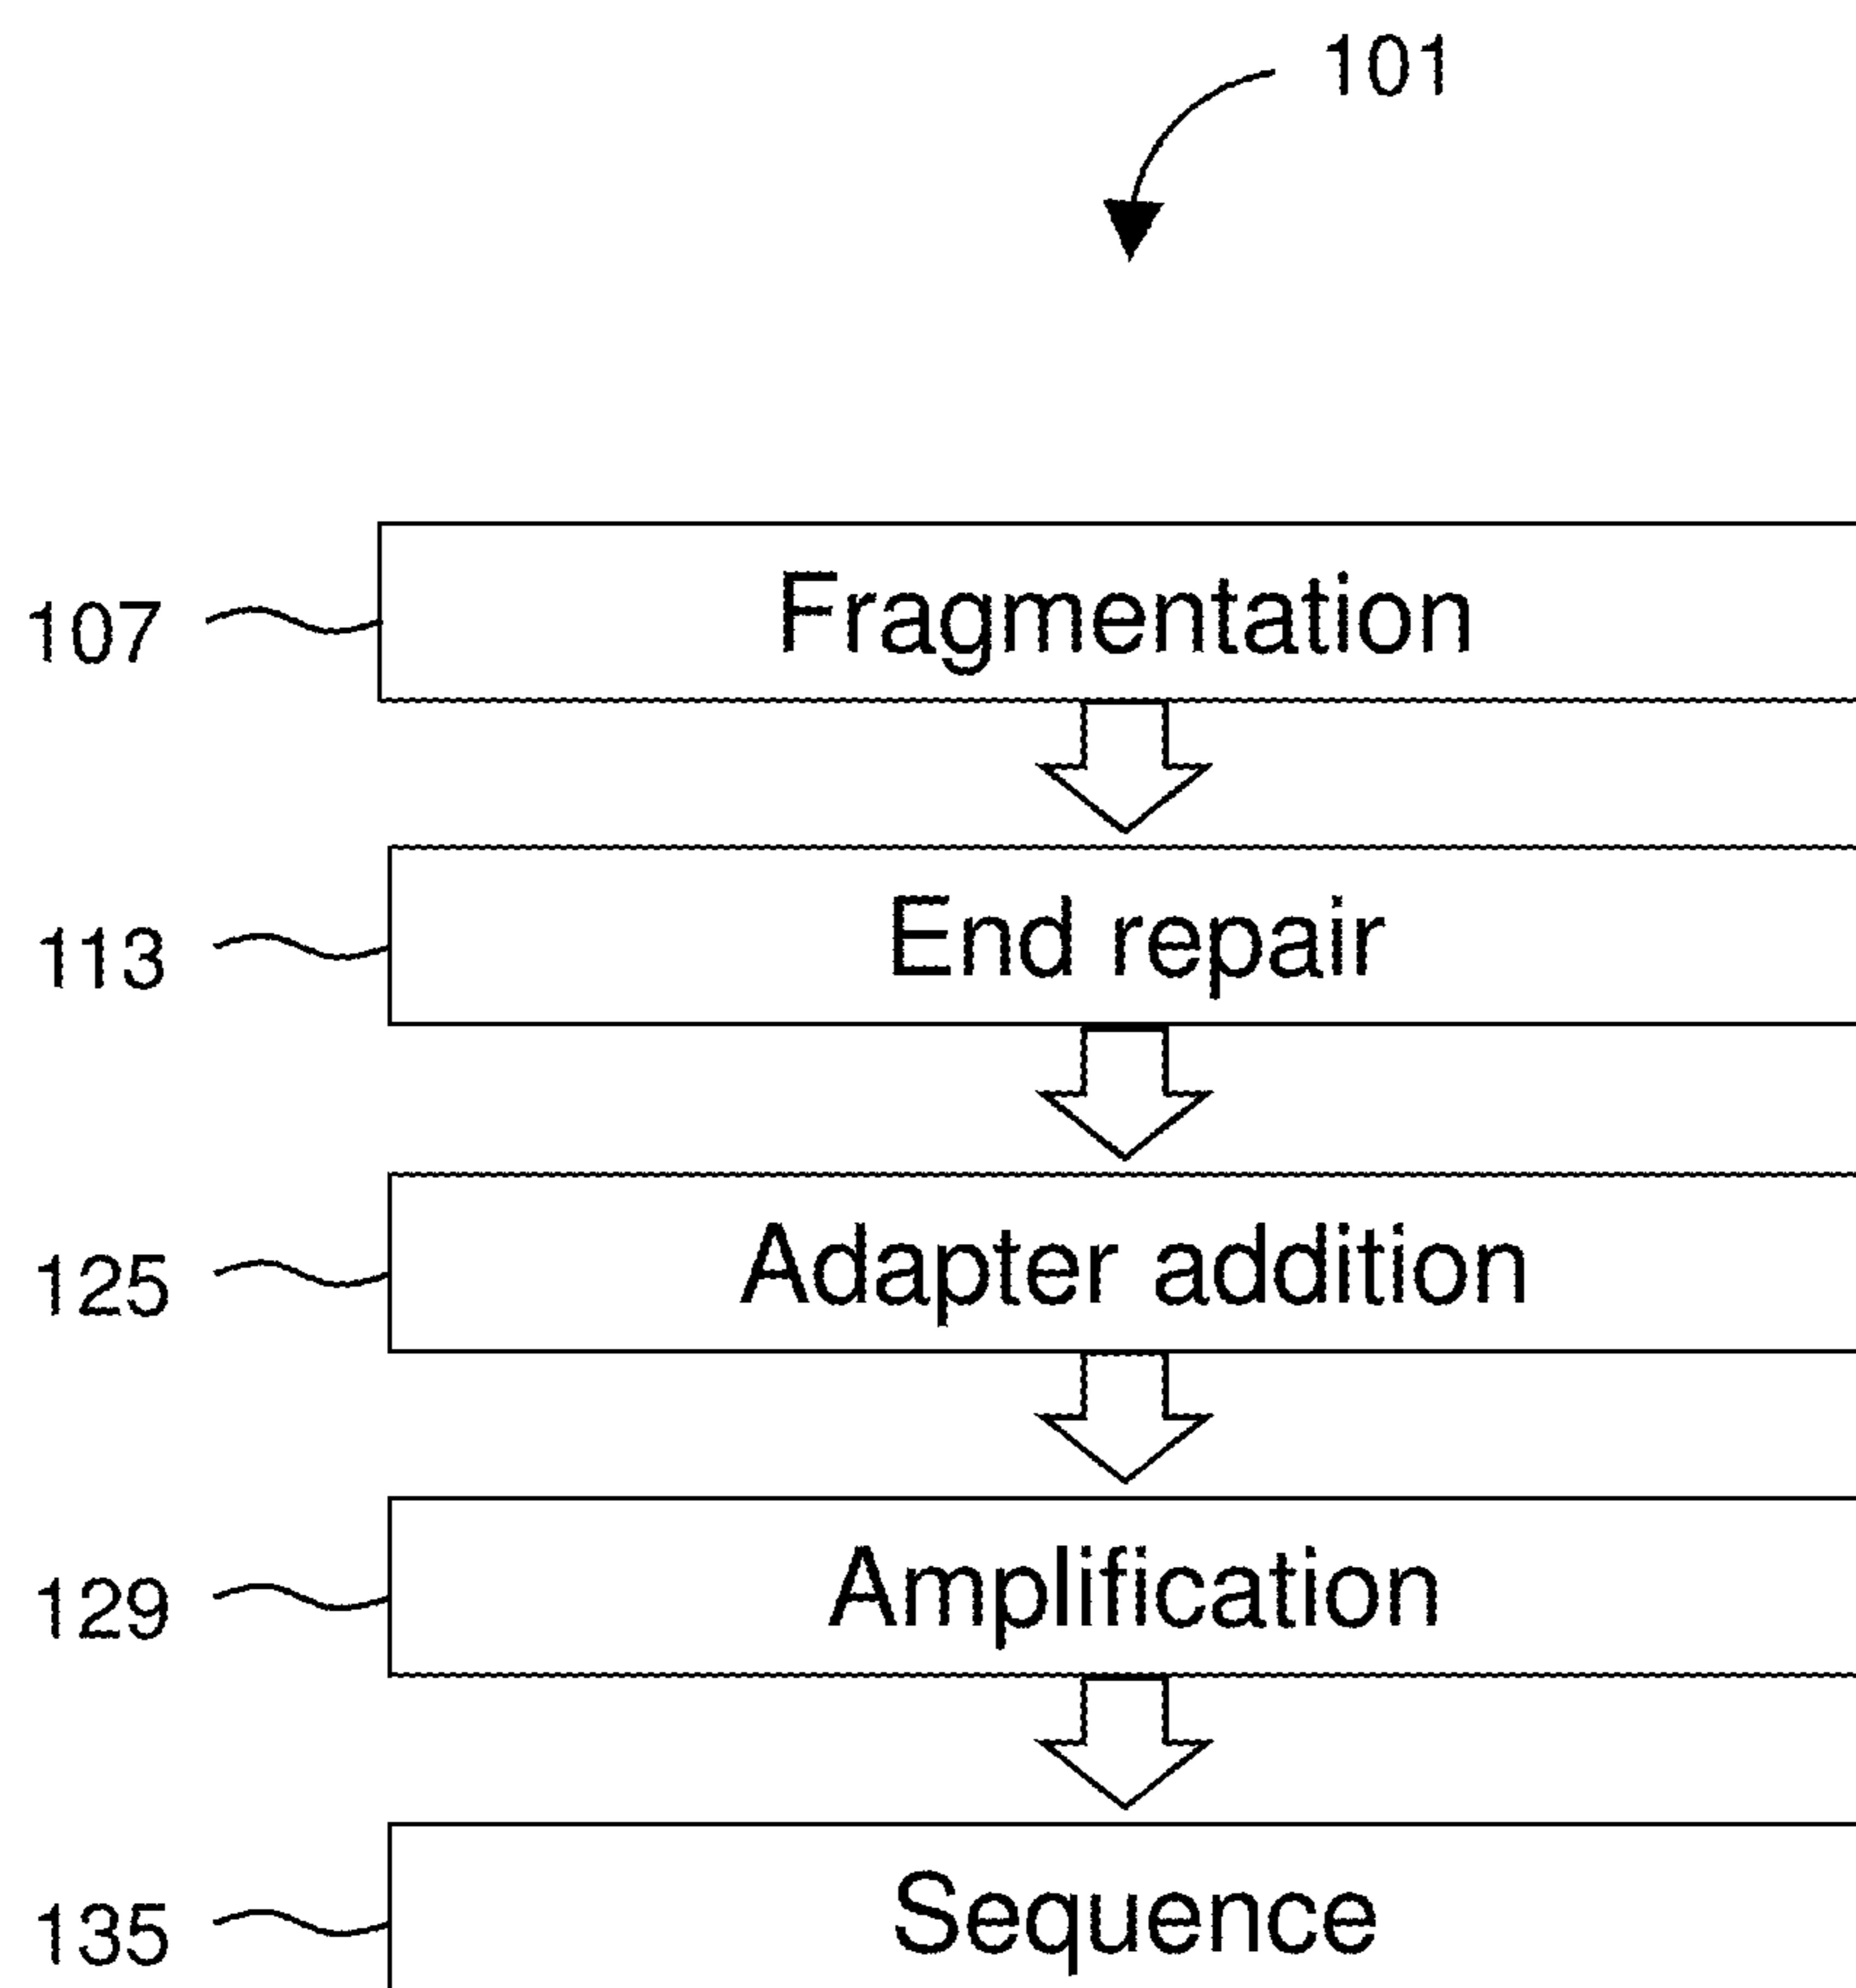 101
107 Fragmentation
113 End repair
125 Adapter addition
129 Amplification
135 Sequence